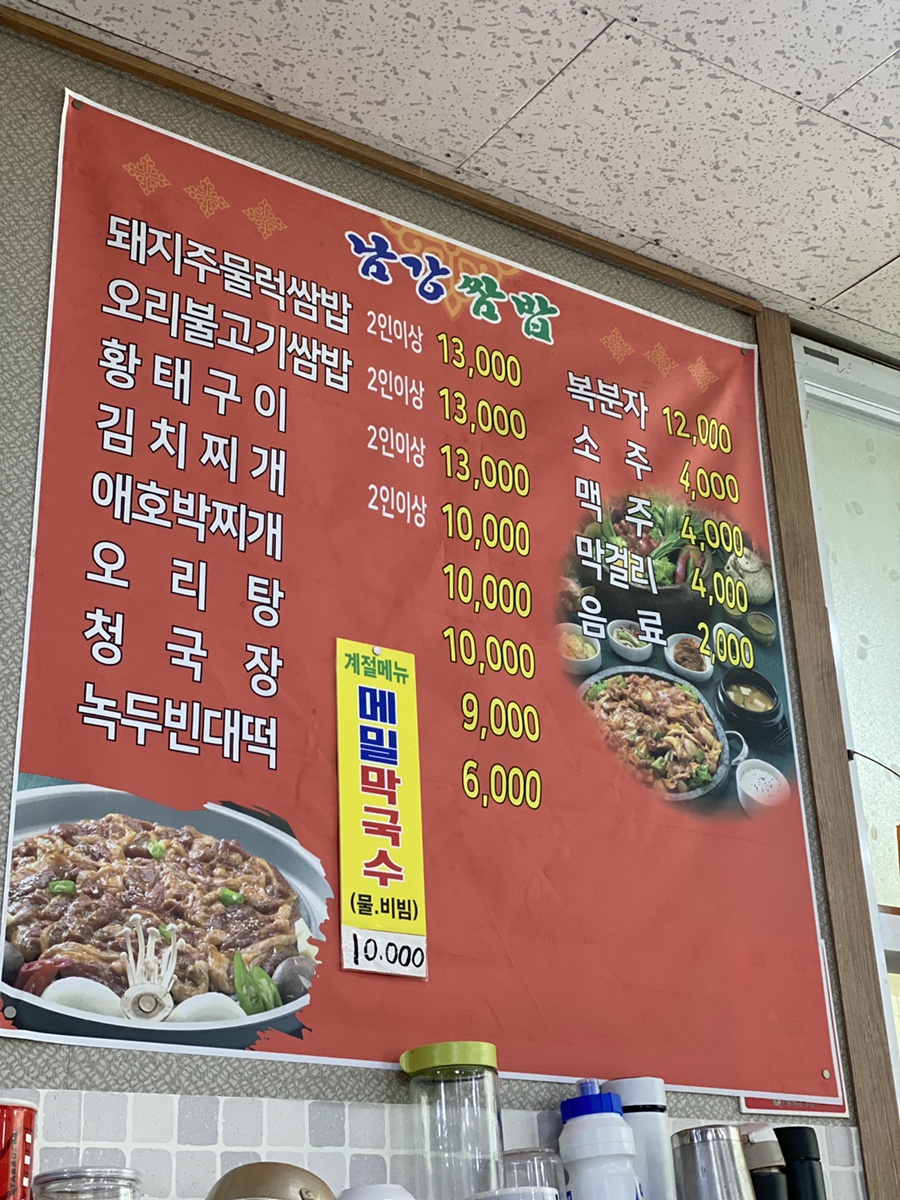 남강쌈밥
돼지주물럭쌈밥 2인이상 13,000
오리불고기쌈밥 2인이상 13,000
황태구이 2인이상 13,000
김치찌개 2인이상 10,000
애호박찌개 10,000
오리탕 10,000
청국장 9,000
녹두빈대떡 6,000
복분자 12,000
소주 4,000
맥주 4,000
막걸리 4,000
음료 2,000
계절메뉴
메밀막국수
(물.비빔)
10.000